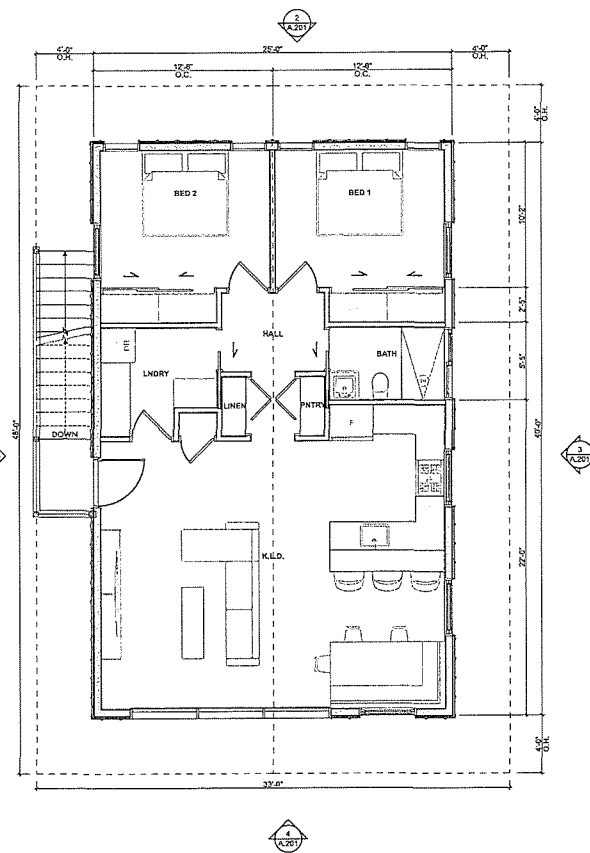 2
A.201
4'-0"
O.H.
25'-0"
4'-0"
O.H.
12'-6"
O.C.
12'-6"
O.C.
4'-0"
O.H.
BED 2
BED 1
10'-2"
2'-5"
HALL
BATH
5'-5"
LNDRY
LINEN
PNTRY
F
DOWN
48'-0"
40'-0"
3
A.201
K.L.D.
22'-0"
4'-0"
O.H.
33'-0"
4
A.201